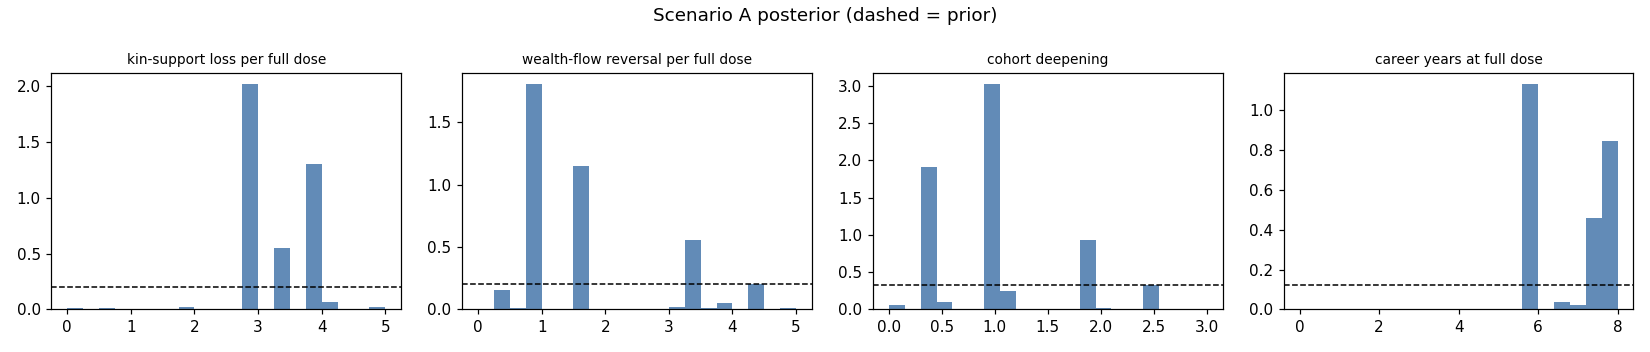 Scenario A posterior (dashed = prior)
kin-support loss per full dose
2.0
1.5
1.0
0.5
0.0
0 1 2 3 4 5
wealth-flow reversal per full dose
1.5
1.0
0.5
0.0
0 1 2 3 4 5
cohort deepening
3.0
2.5
2.0
1.5
1.0
0.5
0.0
0.0 0.5 1.0 1.5 2.0 2.5 3.0
career years at full dose
1.0
0.8
0.6
0.4
0.2
0.0
0 2 4 6 8